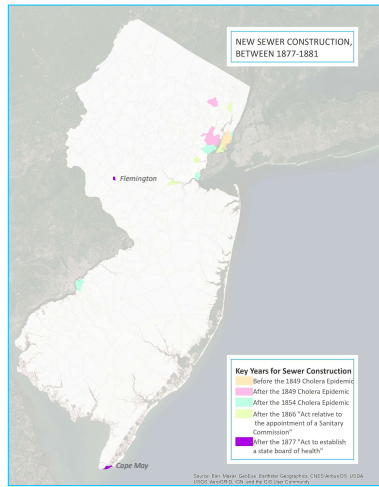 NEW SEWER CONSTRUCTION,
BETWEEN 1877-1881
Flemington
Cape May
Key Years for Sewer Construction
Before the 1849 Cholera Epidemic
After the 1849 Cholera Epidemic
After the 1854 Cholera Epidemic
After the 1866 "Act relative to
the appointment of a Sanitary
Commission"
After the 1877 "Act to establish
a state board of health"
Source: Esri, Maxar, GeoEye, Earthstar Geographics, CNES/Airbus DS, USDA,
USGS, AeroGRID, IGN, and the GIS User Community